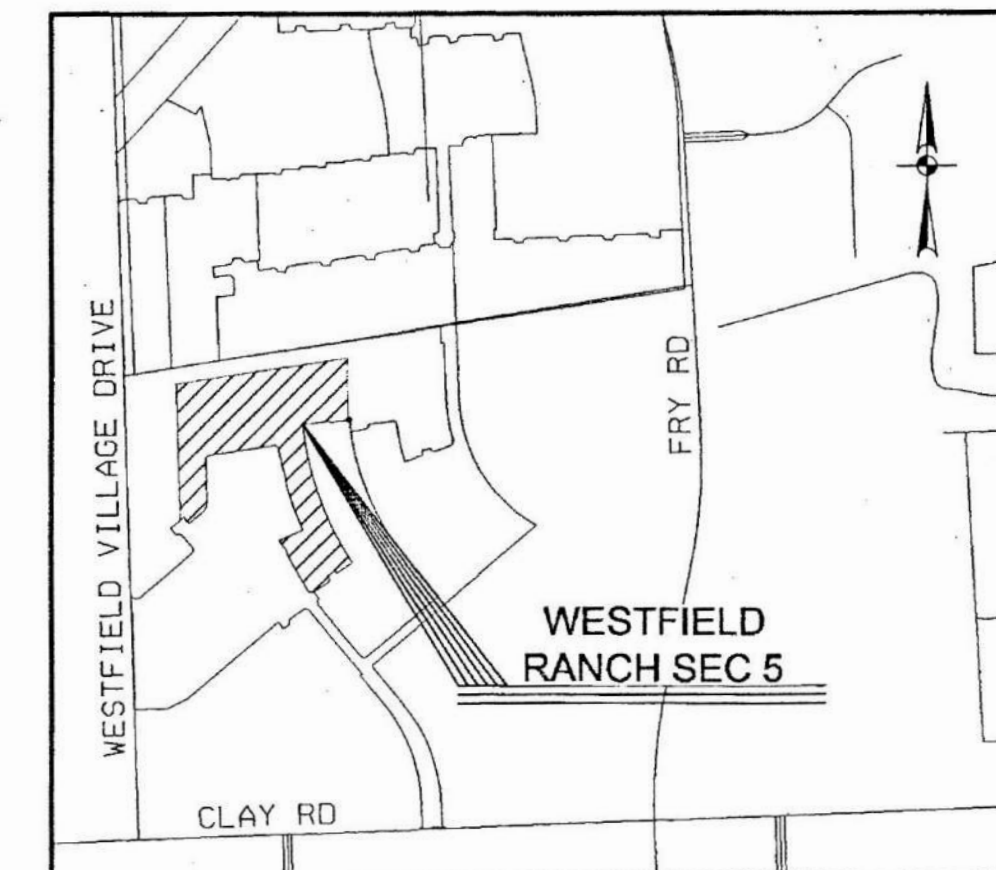 WESTFIELD VILLAGE DRIVE
FRY RD
WESTFIELD
RANCH SEC 5
CLAY RD